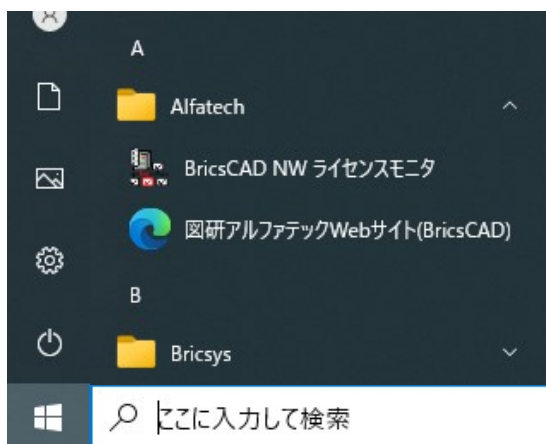 A
Alfatech
BricsCAD NW ライセンスモニタ
図研アルファテックWebサイト(BricsCAD)
B
Bricsys
ここに入力して検索